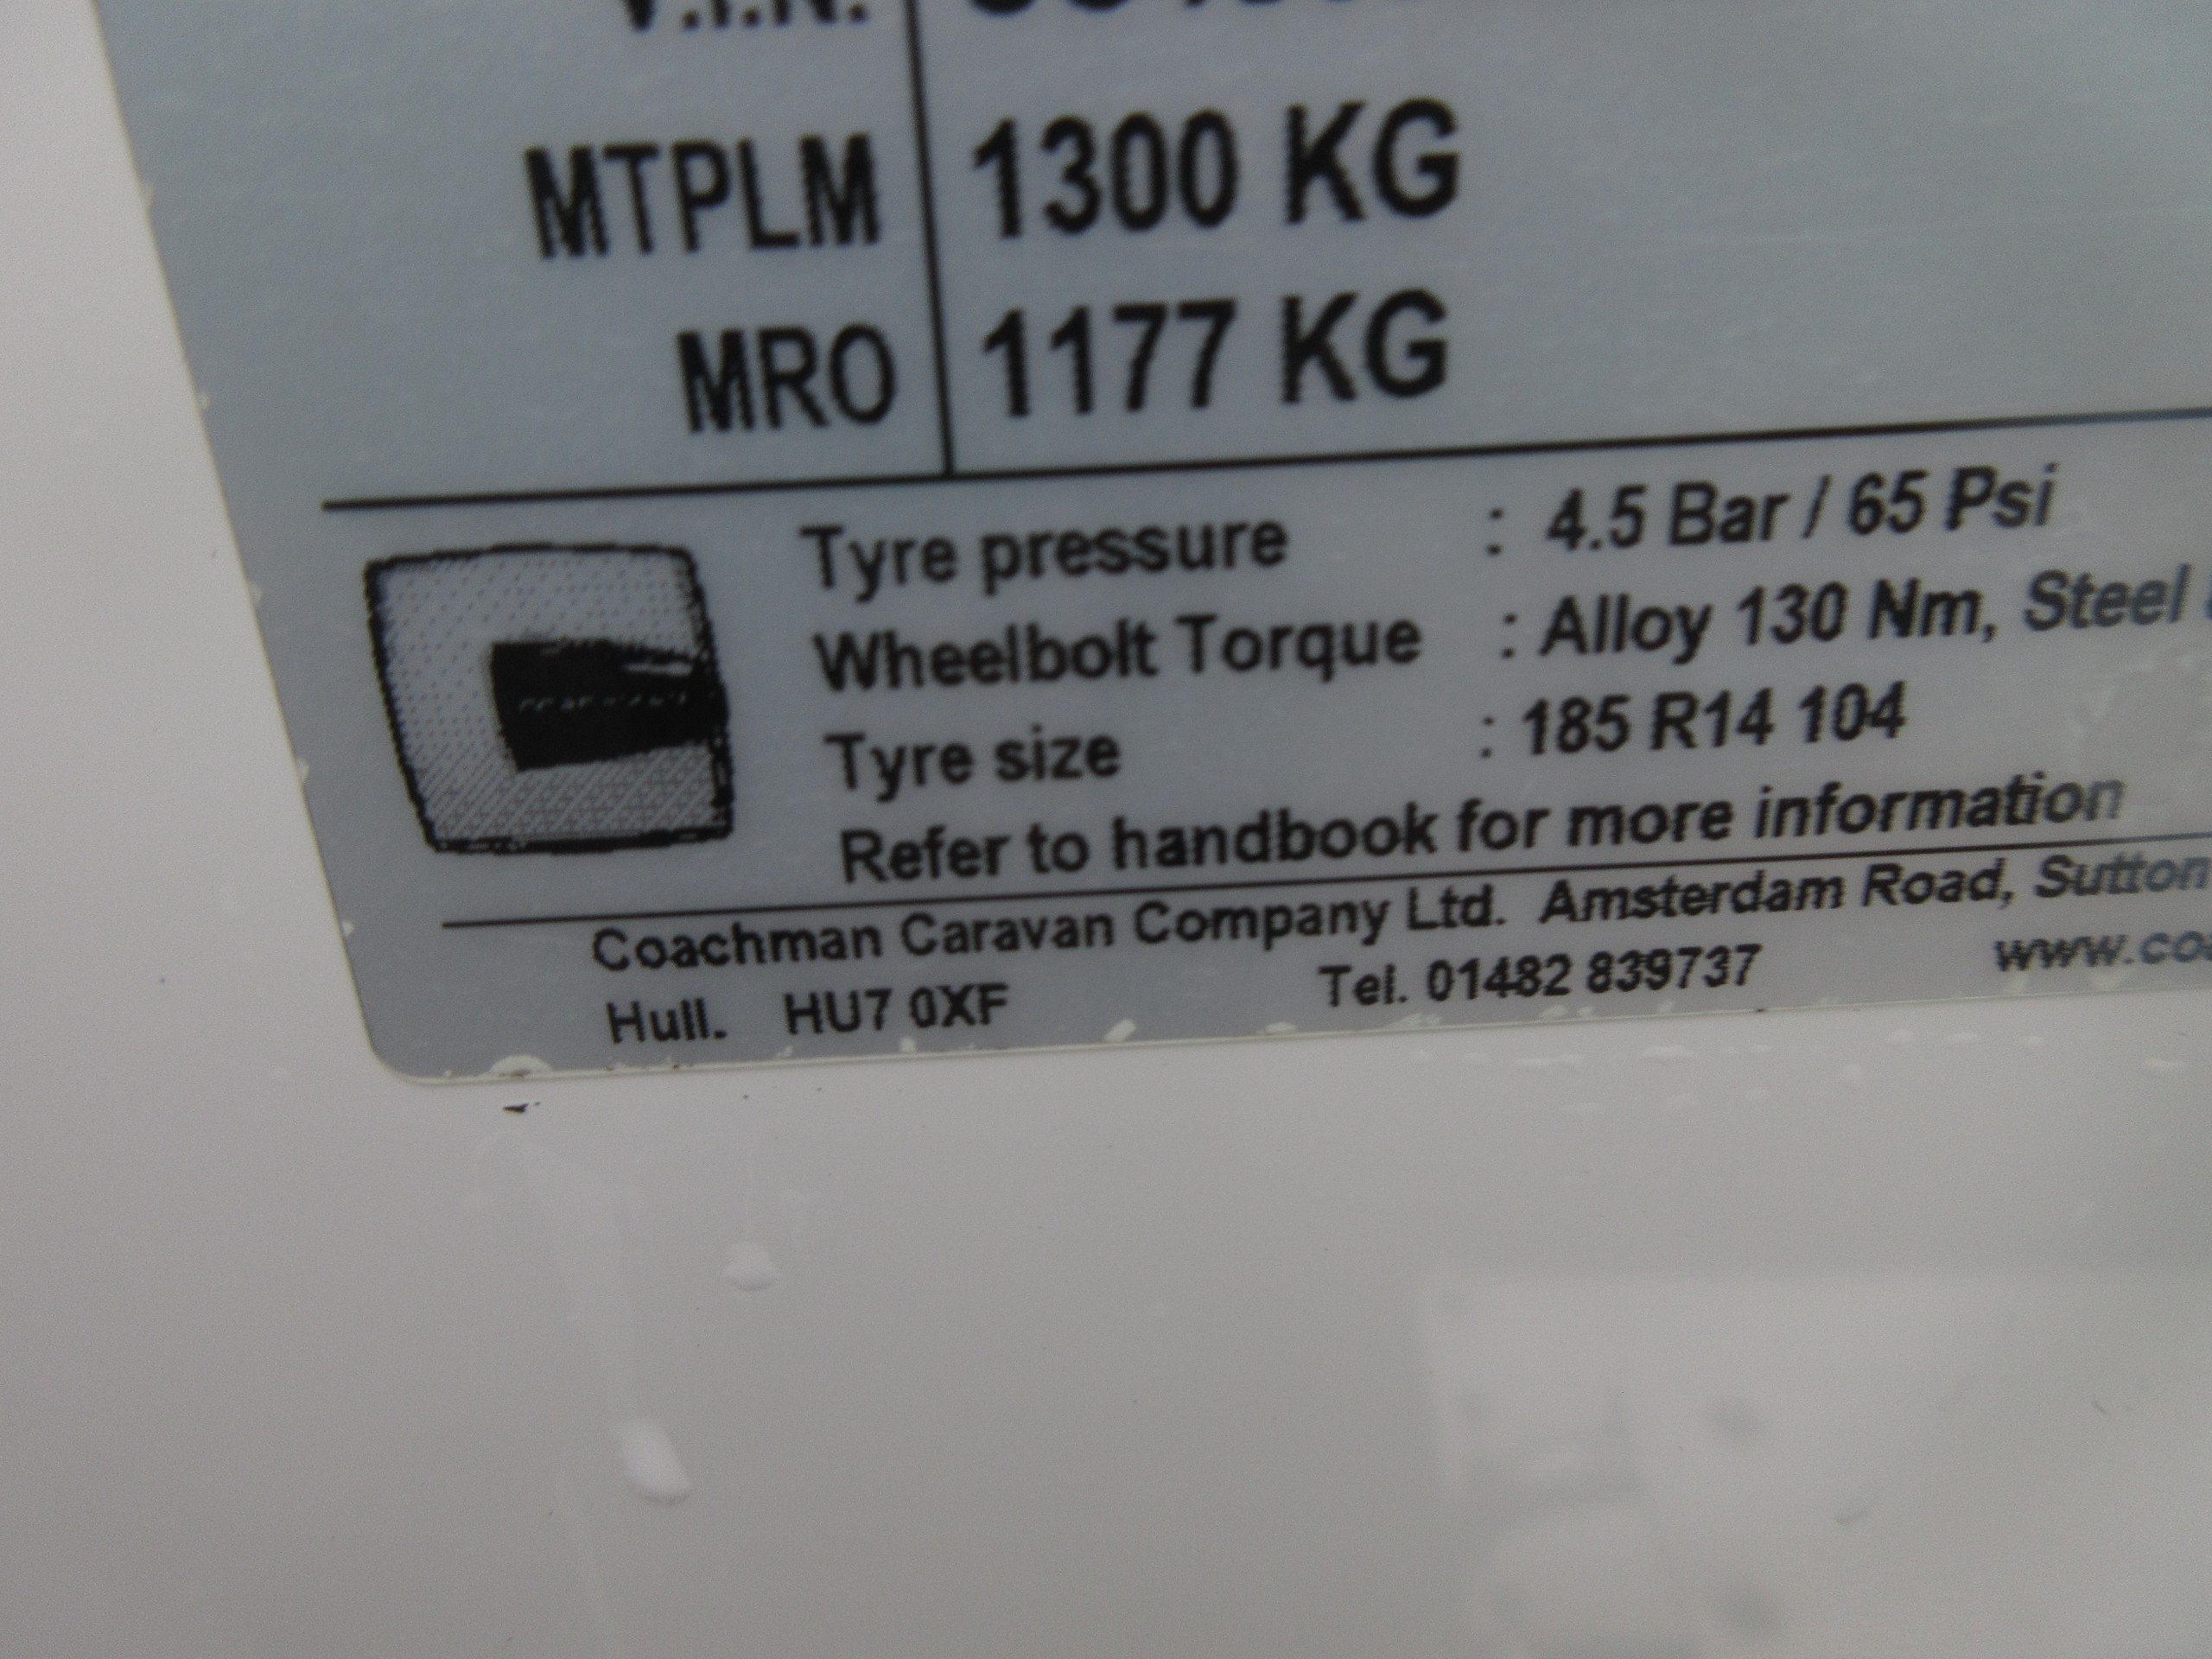 V.I.N.
MTPLM 1300 KG
MRO 1177 KG
Tyre pressure : 4.5 Bar / 65 Psi
Wheelbolt Torque : Alloy 130 Nm, Steel
Tyre size : 185 R14 104
Refer to handbook for more information
Coachman Caravan Company Ltd. Amsterdam Road, Sutton
Hull. HU7 0XF Tel. 01482 839737 www.coa